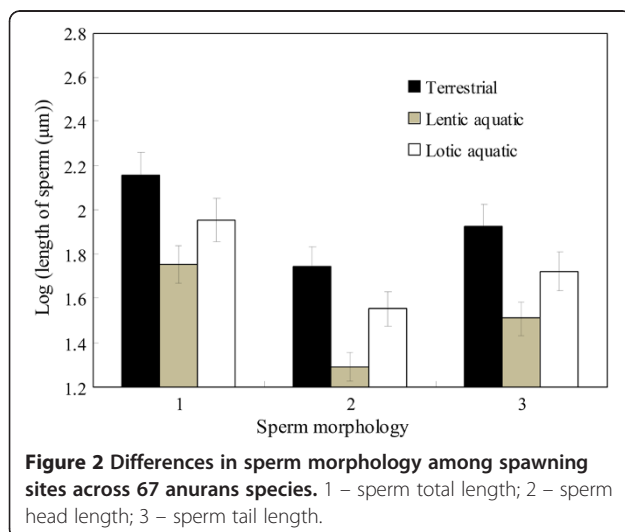 2.8
2.6
2.4
2.2
2
1.8
1.6
1.4
1.2
Log (length of sperm (μm))
Terrestrial
Lentic aquatic
Lotic aquatic
1 2 3
Sperm morphology
Figure 2 Differences in sperm morphology among spawning
sites across 67 anurans species. 1 – sperm total length; 2 – sperm
head length; 3 – sperm tail length.